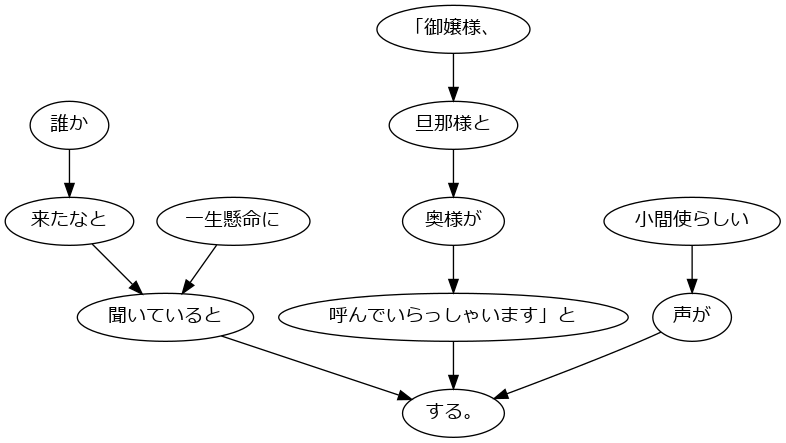 「御嬢様、
旦那様と
誰か
来たなと
一生懸命に
奥様が
小間使らしい
聞いていると
呼んでいらっしゃいます」と
声が
する。